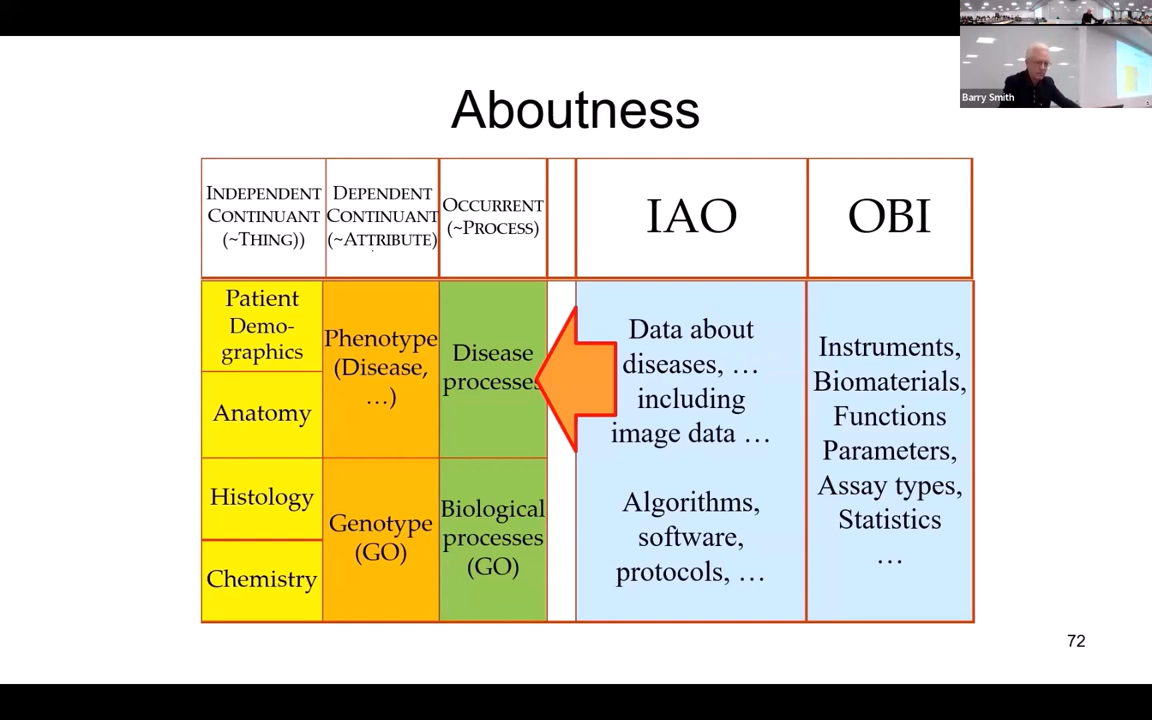 Barry Smith
Aboutness
INDEPENDENT
CONTINUANT
(~THING))
DEPENDENT
CONTINUANT
(~ATTRIBUTE)
OCCURRENT
(~PROCESS)
IAO
OBI
Patient
Demo-
graphics
Anatomy
Histology
Chemistry
Phenotype
(Disease,
…)
Genotype
(GO)
Disease
processes
Biological
processes
(GO)
Data about
diseases, …
including
image data …
Algorithms,
software,
protocols, …
Instruments,
Biomaterials,
Functions
Parameters,
Assay types,
Statistics
…
72